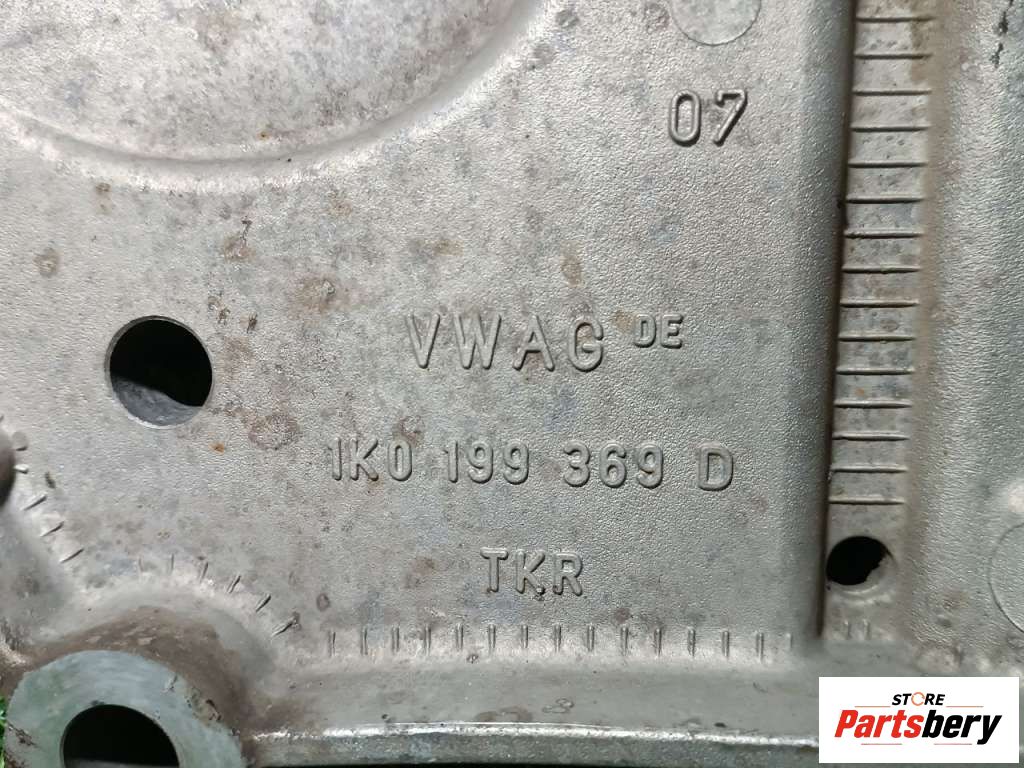 07
VWAG DE
1K0 199 369 D
TKR
STORE
Partsbery